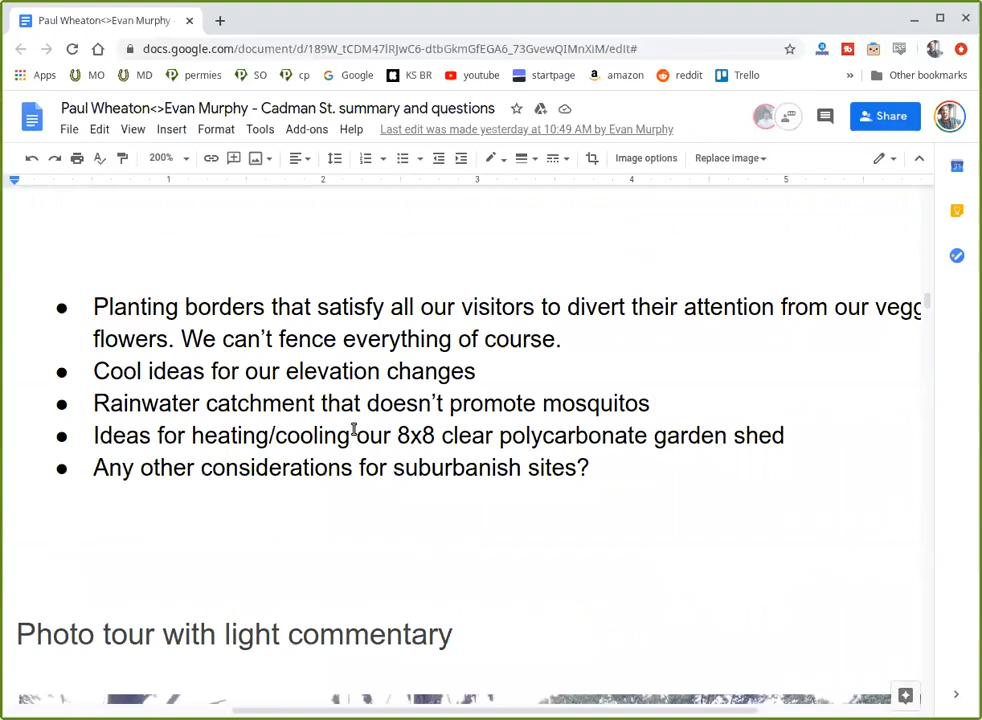 Paul Wheaton<>Evan Murphy -
docs.google.com/document/d/189W_tCDM47lRJwC6-dtbGkmGfEGA6_73GvewQIMnXiM/edit#
Apps MO MD permies SO cp Google KS BR youtube startpage amazon reddit Trello » Other bookmarks
Paul Wheaton<>Evan Murphy - Cadman St. summary and questions
Share
File Edit View Insert Format Tools Add-ons Help Last edit was made yesterday at 10:49 AM by Evan Murphy
200% Image options Replace image
1 2 3 4 5
31
● Planting borders that satisfy all our visitors to divert their attention from our vegg
flowers. We can’t fence everything of course.
● Cool ideas for our elevation changes
● Rainwater catchment that doesn’t promote mosquitos
● Ideas for heating/cooling our 8x8 clear polycarbonate garden shed
● Any other considerations for suburbanish sites?
Photo tour with light commentary